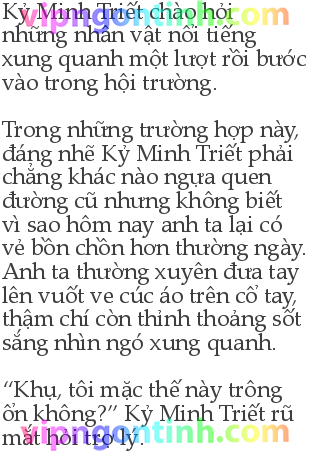 Kỷ Minh Triết chào hỏi
vipngontinh.com
những nhân vật nổi tiếng
xung quanh một lượt rồi bước
vào trong hội trường.
Trong những trường hợp này,
đáng nhẽ Kỷ Minh Triết phải
chẳng khác nào ngựa quen
đường cũ nhưng không biết
vì sao hôm nay anh ta lại có
vẻ bồn chồn hơn thường ngày.
Anh ta thường xuyên đưa tay
lên vuốt ve cúc áo trên cổ tay,
thậm chí còn thỉnh thoảng sốt
sắng nhìn ngó xung quanh.
“Khụ, tôi mặc thế này trông
ổn không?” Kỷ Minh Triết rũ
vipngontinh.com
mắt hỏi trợ lý.